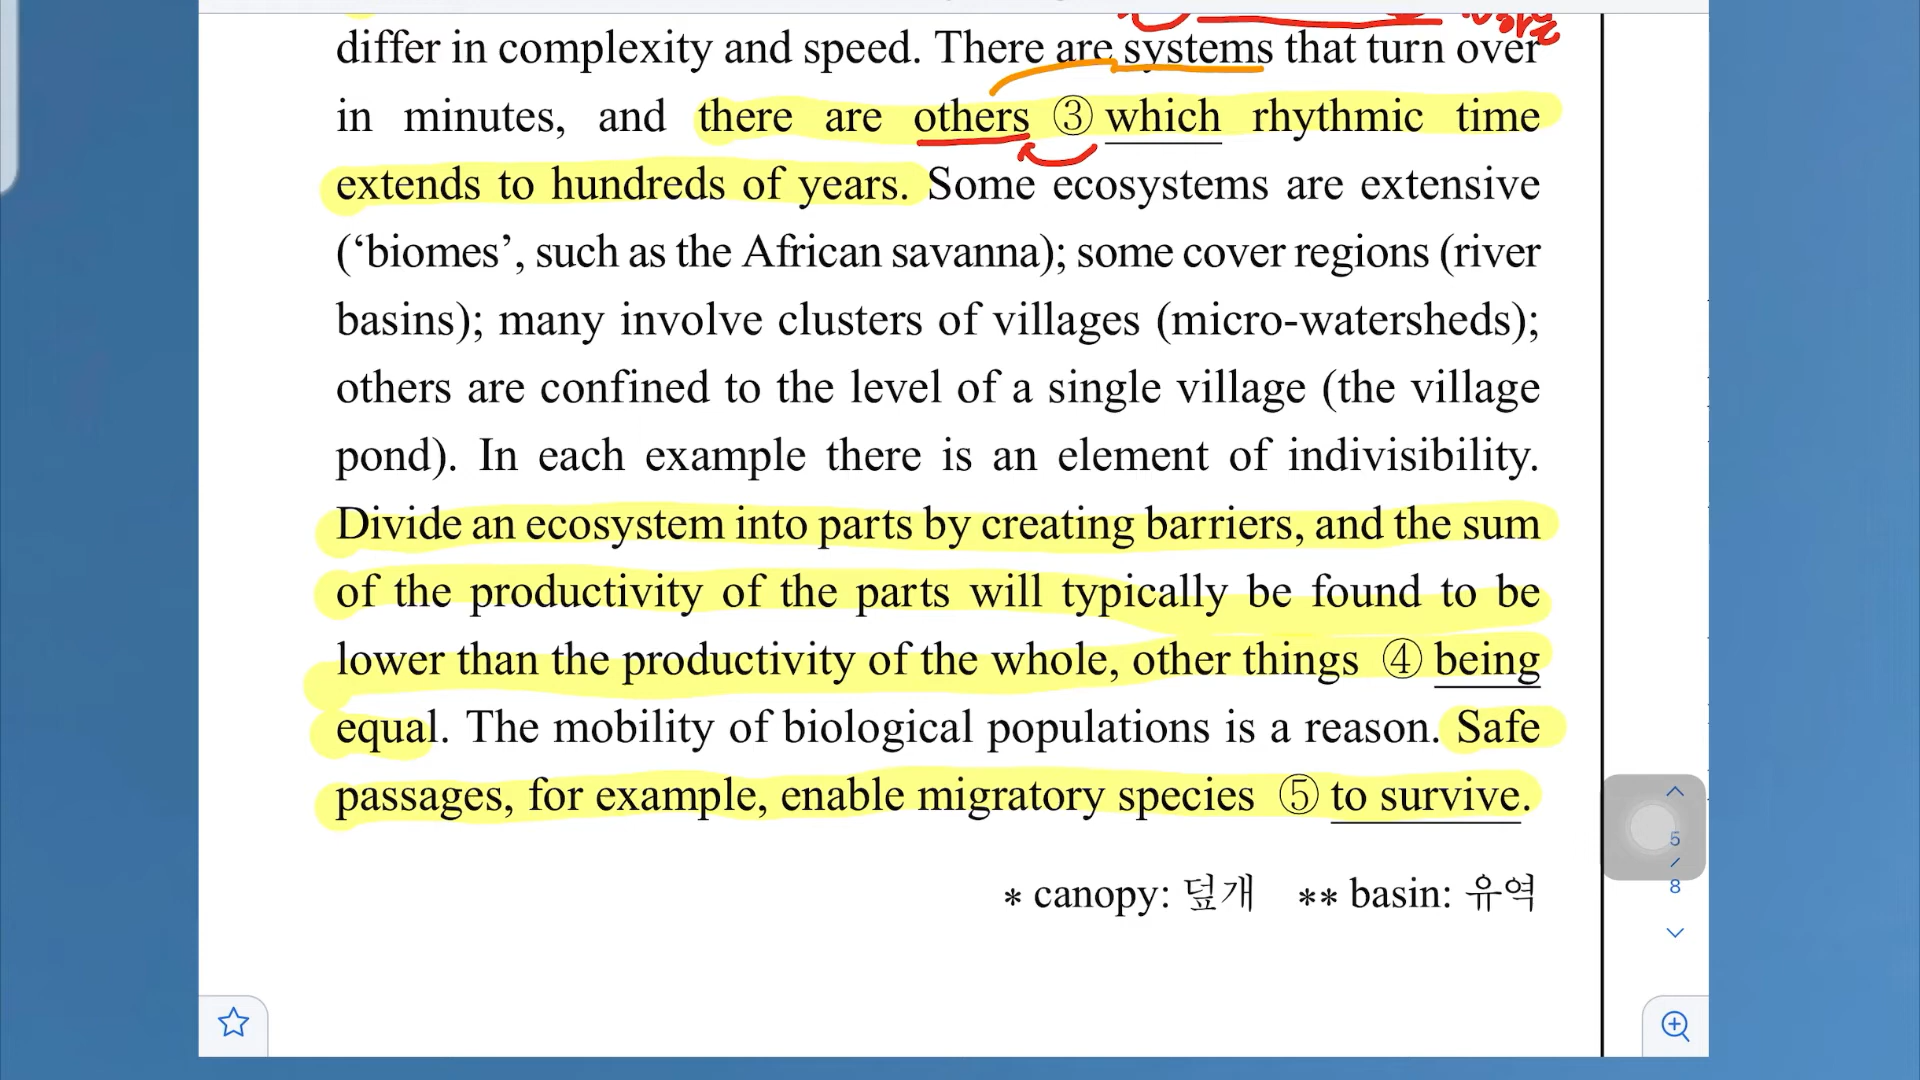 differ in complexity and speed. There are systems that turn over
in minutes, and there are others ③ which rhythmic time
extends to hundreds of years. Some ecosystems are extensive
(‘biomes’, such as the African savanna); some cover regions (river
basins); many involve clusters of villages (micro-watersheds);
others are confined to the level of a single village (the village
pond). In each example there is an element of indivisibility.
Divide an ecosystem into parts by creating barriers, and the sum
of the productivity of the parts will typically be found to be
lower than the productivity of the whole, other things ④ being
equal. The mobility of biological populations is a reason. Safe
passages, for example, enable migratory species ⑤ to survive.
* canopy: 덮개 ** basin: 유역
5
/
8